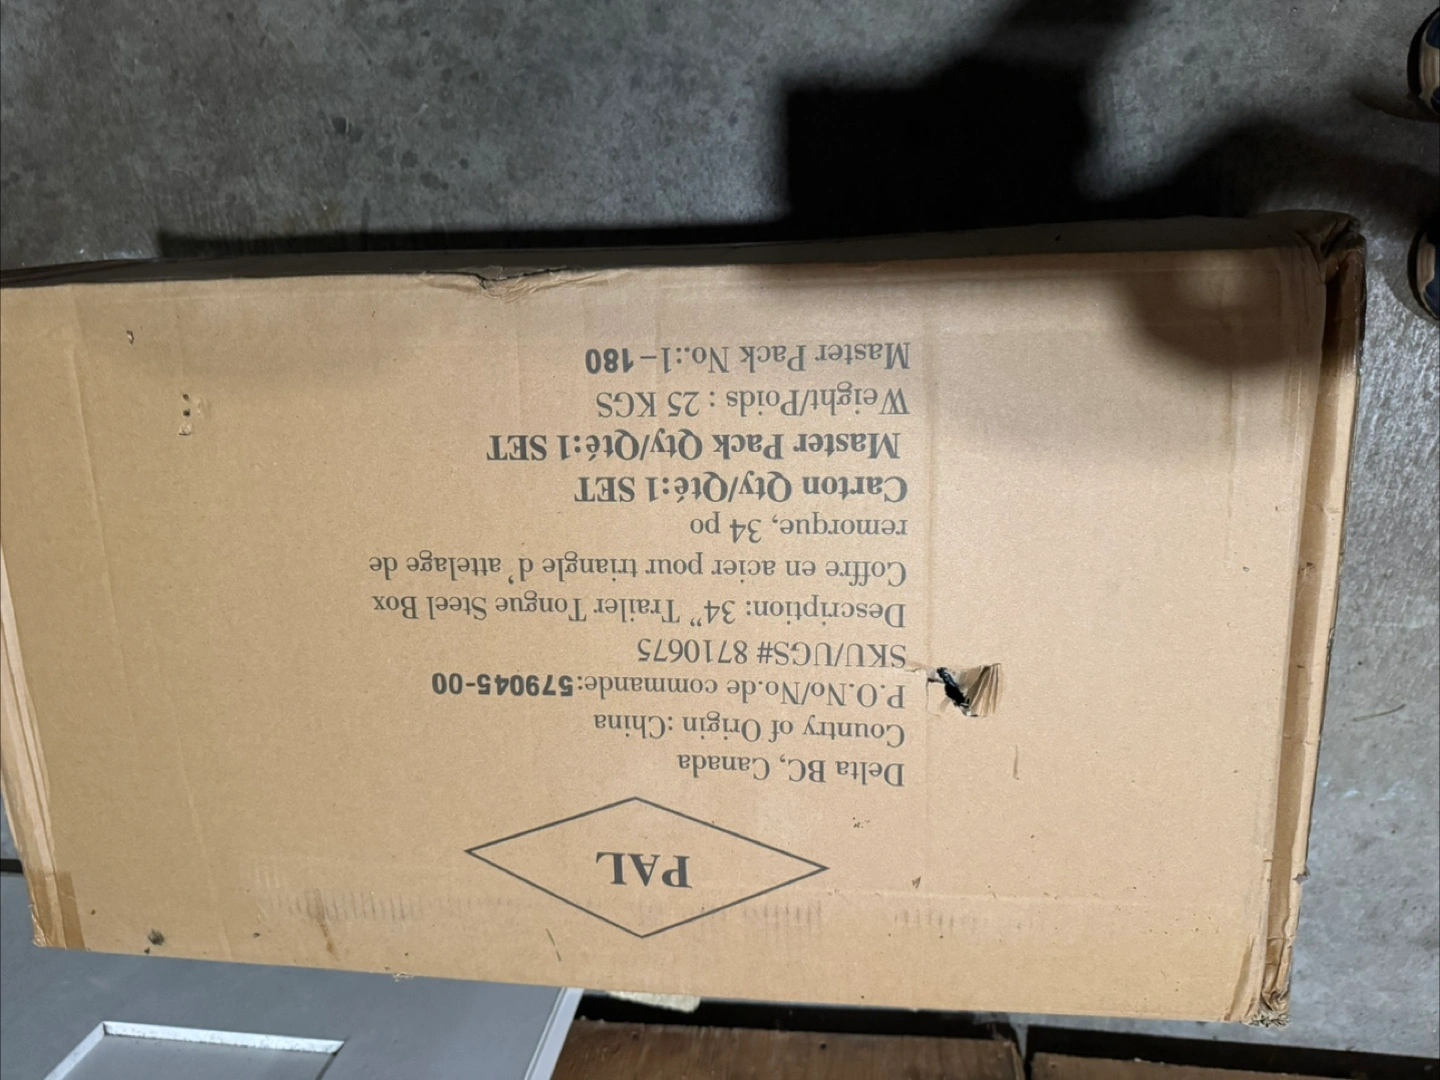 PAL
Delta BC, Canada
Country of Origin :China
P.O.No/No.de commande:579045-00
SKU/UGS# 8710675
Description: 34” Trailer Tongue Steel Box
Coffre en acier pour triangle d’attelage de
remorque, 34 po
Carton Qty/Qté:1 SET
Master Pack Qty/Qté:1 SET
Weight/Poids : 25 KGS
Master Pack No.:1-180